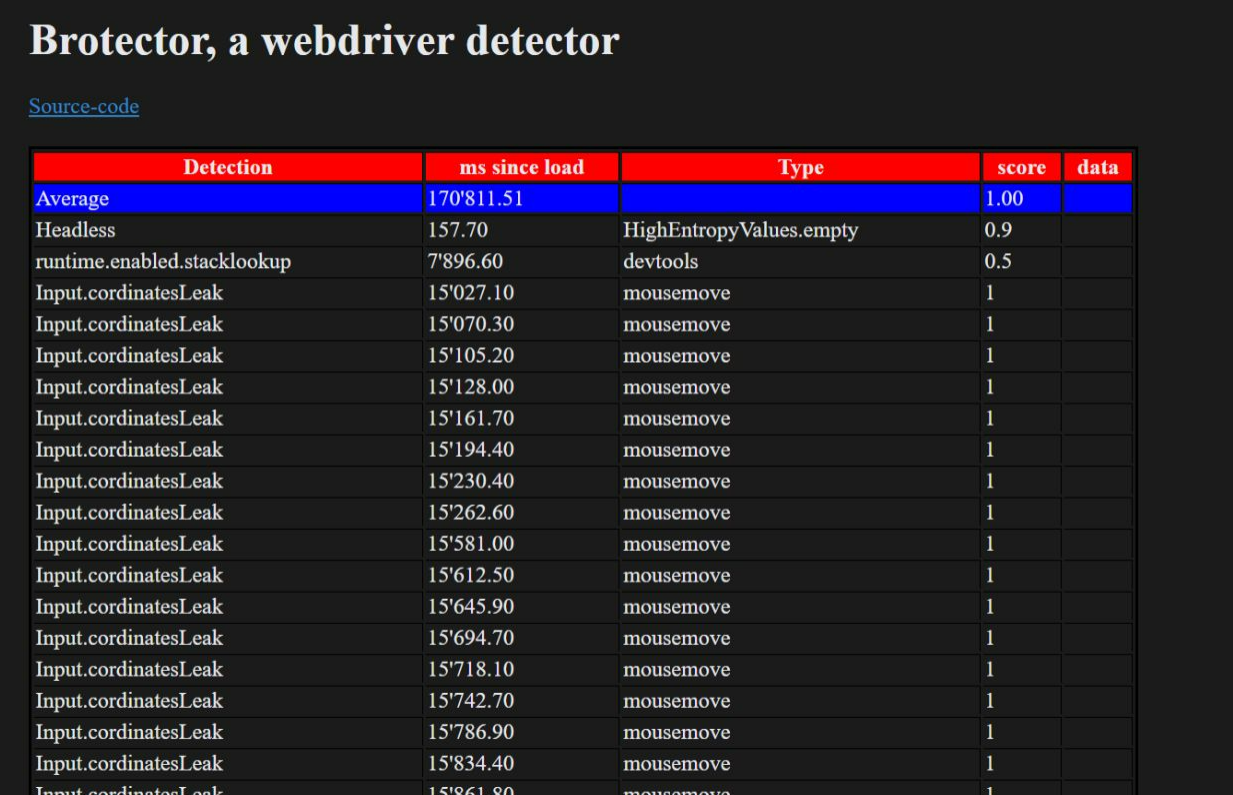 Brotector, a webdriver detector
Source-code
Detection ms since load Type score data
Average 170'811.51 1.00
Headless 157.70 HighEntropyValues.empty 0.9
runtime.enabled.stacklookup 7'896.60 devtools 0.5
Input.cordinatesLeak 15'027.10 mousemove 1
Input.cordinatesLeak 15'070.30 mousemove 1
Input.cordinatesLeak 15'105.20 mousemove 1
Input.cordinatesLeak 15'128.00 mousemove 1
Input.cordinatesLeak 15'161.70 mousemove 1
Input.cordinatesLeak 15'194.40 mousemove 1
Input.cordinatesLeak 15'230.40 mousemove 1
Input.cordinatesLeak 15'262.60 mousemove 1
Input.cordinatesLeak 15'581.00 mousemove 1
Input.cordinatesLeak 15'612.50 mousemove 1
Input.cordinatesLeak 15'645.90 mousemove 1
Input.cordinatesLeak 15'694.70 mousemove 1
Input.cordinatesLeak 15'718.10 mousemove 1
Input.cordinatesLeak 15'742.70 mousemove 1
Input.cordinatesLeak 15'786.90 mousemove 1
Input.cordinatesLeak 15'834.40 mousemove 1
Input.cordinatesLeak 15'861.80 mousemove 1